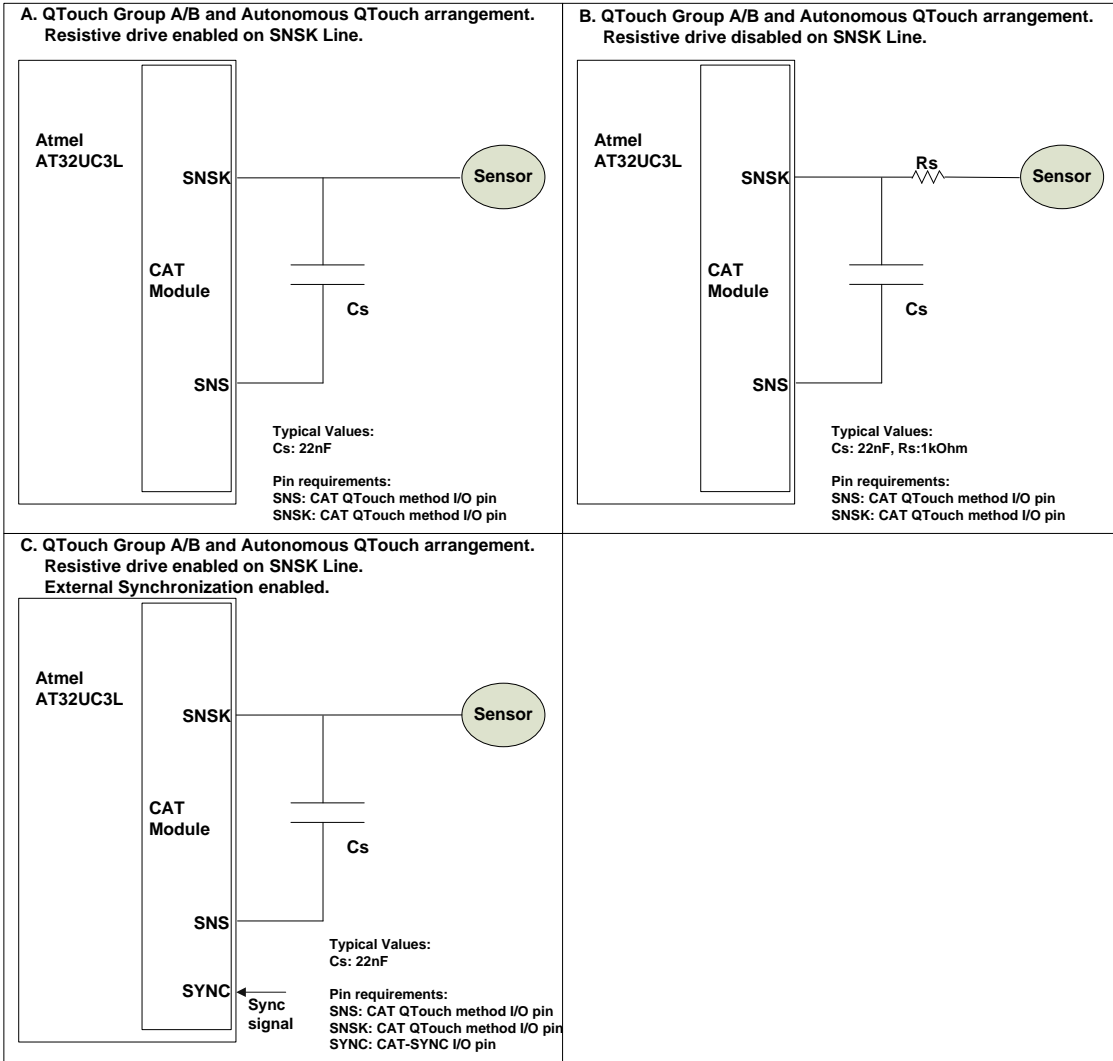 A. QTouch Group A/B and Autonomous QTouch arrangement.
Resistive drive enabled on SNSK Line.
Atmel
AT32UC3L
SNSK
Sensor
CAT
Module
Cs
SNS
Typical Values:
Cs: 22nF
Pin requirements:
SNS: CAT QTouch method I/O pin
SNSK: CAT QTouch method I/O pin
B. QTouch Group A/B and Autonomous QTouch arrangement.
Resistive drive disabled on SNSK Line.
Atmel
AT32UC3L
Rs
SNSK
Sensor
CAT
Module
Cs
SNS
Typical Values:
Cs: 22nF, Rs:1kOhm
Pin requirements:
SNS: CAT QTouch method I/O pin
SNSK: CAT QTouch method I/O pin
C. QTouch Group A/B and Autonomous QTouch arrangement.
Resistive drive enabled on SNSK Line.
External Synchronization enabled.
Atmel
AT32UC3L
SNSK
Sensor
CAT
Module
Cs
SNS
Typical Values:
Cs: 22nF
SYNC
Sync
signal
Pin requirements:
SNS: CAT QTouch method I/O pin
SNSK: CAT QTouch method I/O pin
SYNC: CAT-SYNC I/O pin